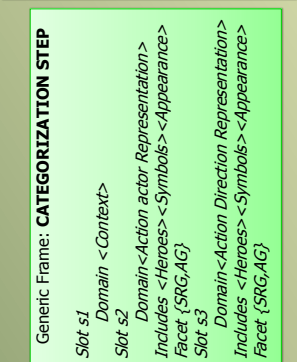 Generic Frame: CATEGORIZATION STEP
Slot s1
Domain <Context>
Slot s2
Domain<Action actor Representation>
Includes <Heroes><Symbols><Appearance>
Facet {SRG,AG}
Slot s3
Domain<Action Direction Representation>
Includes <Heroes><Symbols><Appearance>
Facet {SRG,AG}